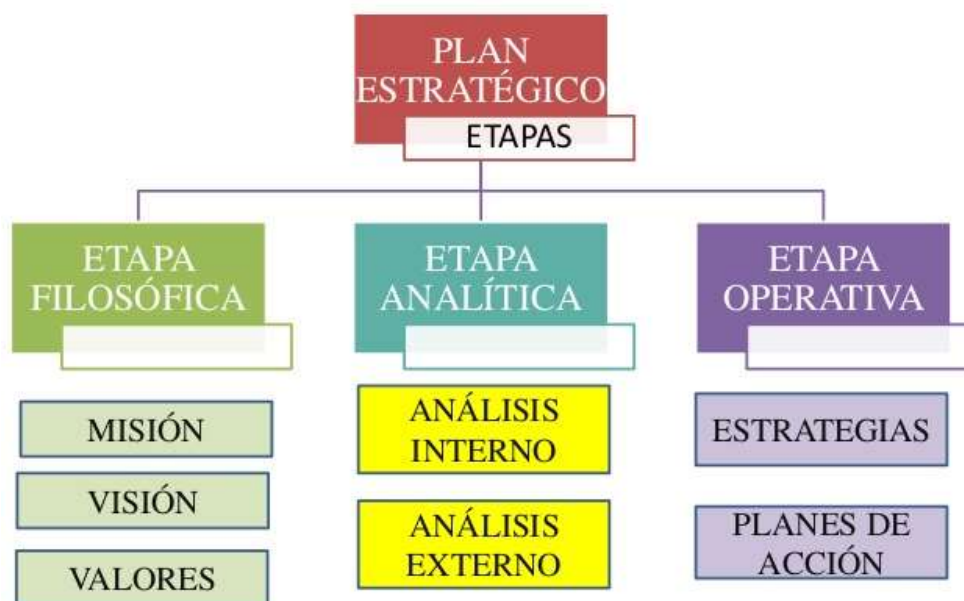 PLAN
ESTRATÉGICO
ETAPAS
ETAPA
FILOSÓFICA
ETAPA
ANALÍTICA
ETAPA
OPERATIVA
MISIÓN
VISIÓN
VALORES
ANÁLISIS
INTERNO
ANÁLISIS
EXTERNO
ESTRATEGIAS
PLANES DE
ACCIÓN